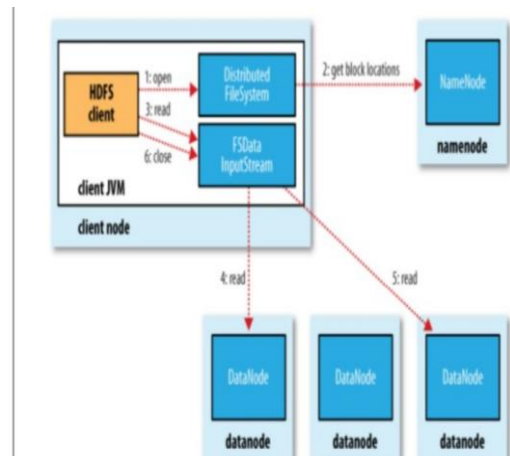 1: open
Distributed
FileSystem
2: get block locations
NameNode
HDFS
client
3: read
FSData
InputStream
6: close
namenode
client JVM
client node
4: read
5: read
DataNode
DataNode
DataNode
datanode
datanode
datanode